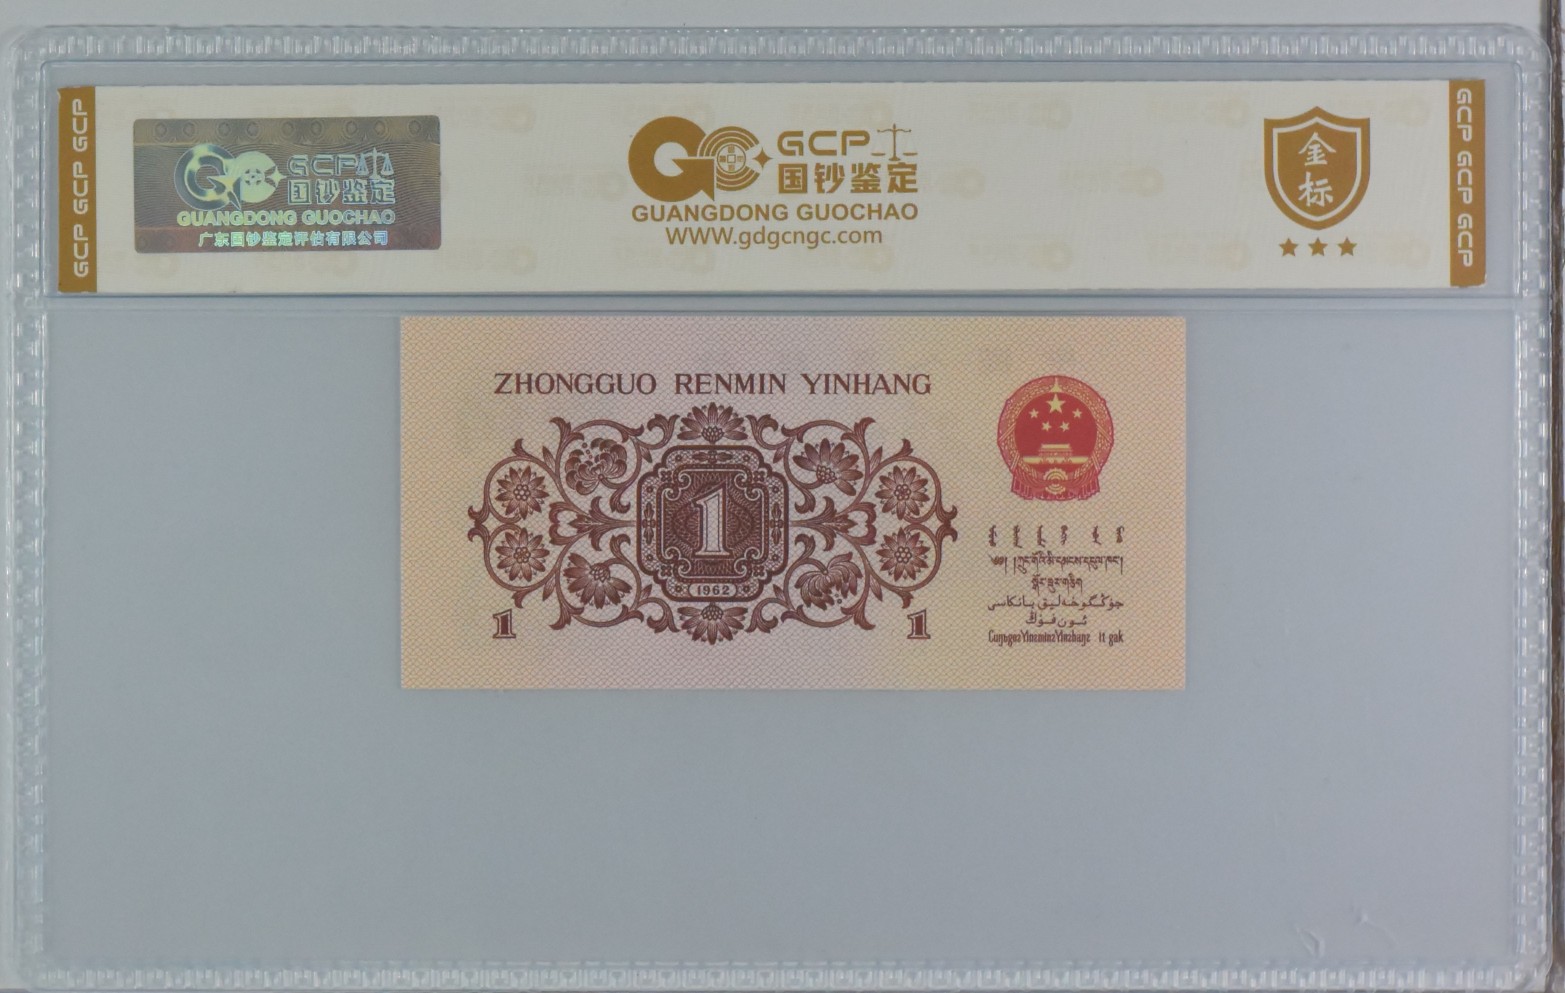 GCP GCP GCP
GCP
国钞鉴定
GUANGDONG GUOCHAO
广东国钞鉴定评估有限公司
GCP
国钞鉴定
GUANGDONG GUOCHAO
WWW.gdgcngc.com
金
标
GCP GCP GCP
ZHONGGUO RENMIN YINHANG
1
1962
1
1